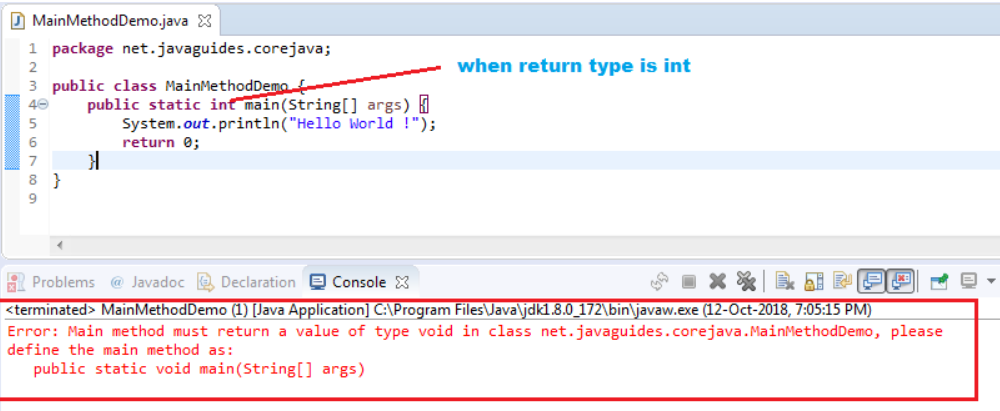 MainMethodDemo.java
1 package net.javaguides.corejava;
2
when return type is int
3 public class MainMethodDemo {
4 public static int main(String[] args) {
5 System.out.println("Hello World !");
6 return 0;
7 }
8 }
9
Problems @ Javadoc Declaration Console
<terminated> MainMethodDemo (1) [Java Application] C:\Program Files\Java\jdk1.8.0_172\bin\javaw.exe (12-Oct-2018, 7:05:15 PM)
Error: Main method must return a value of type void in class net.javaguides.corejava.MainMethodDemo, please
define the main method as:
public static void main(String[] args)